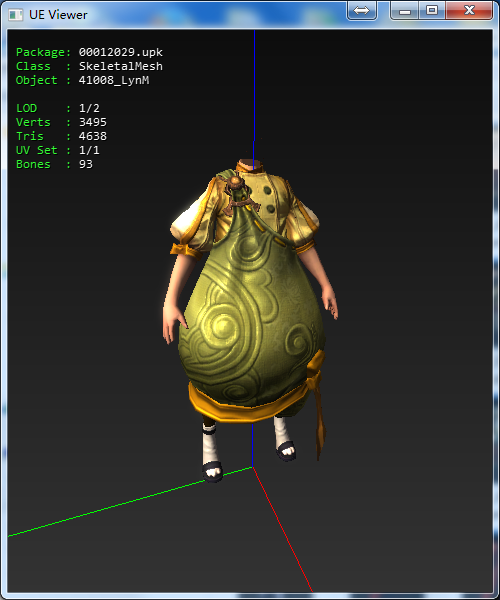 UE Viewer
Package: 00012029.upk
Class : SkeletalMesh
Object : 41008_LynM
LOD : 1/2
Verts : 3495
Tris : 4638
UV Set : 1/1
Bones : 93